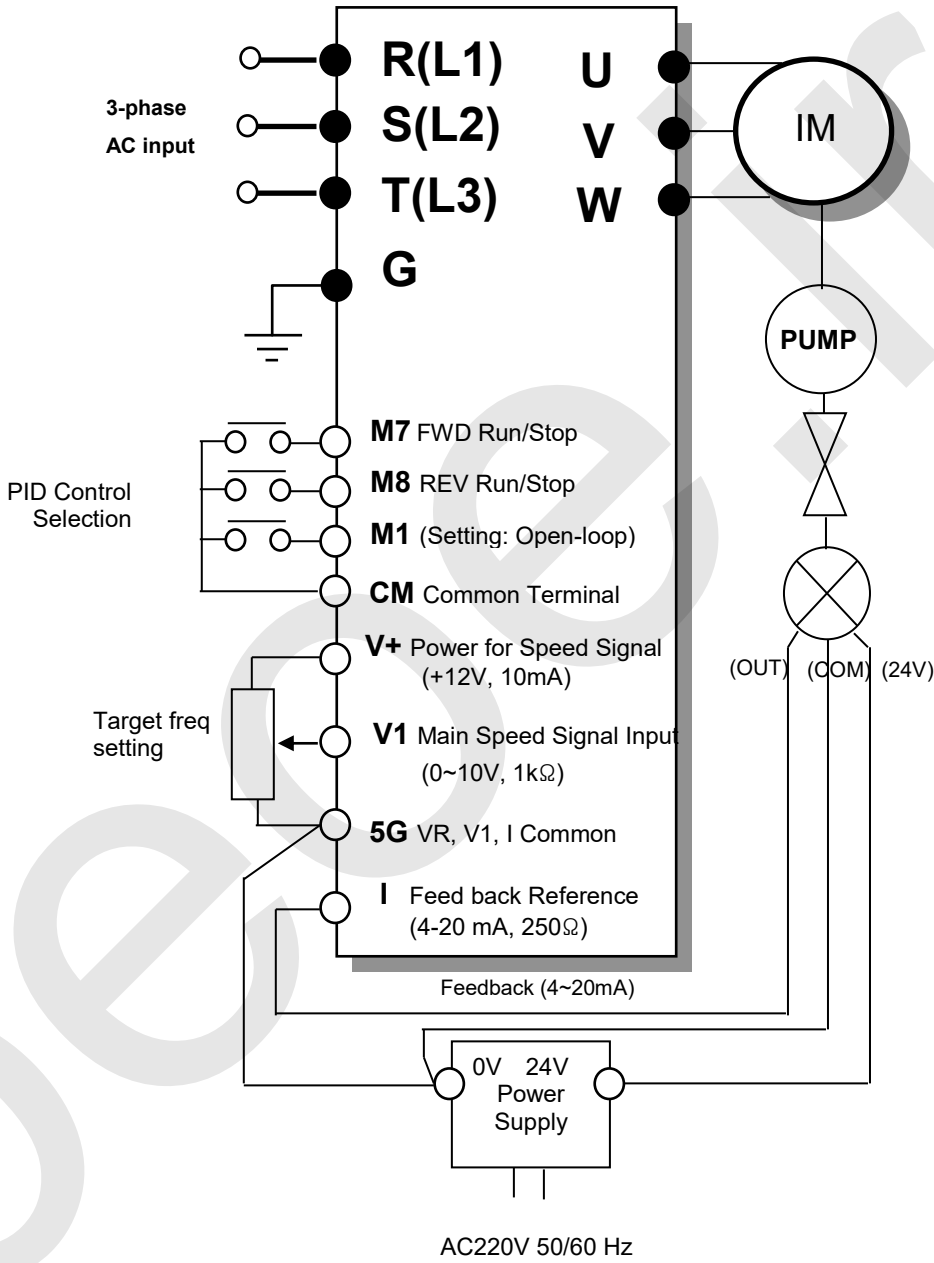 R(L1)
S(L2)
T(L3)
G
U
V
W
IM
3-phase
AC input
PUMP
M7 FWD Run/Stop
M8 REV Run/Stop
M1 (Setting: Open-loop)
CM Common Terminal
PID Control
Selection
V+ Power for Speed Signal
(+12V, 10mA)
V1 Main Speed Signal Input
(0~10V, 1kΩ)
Target freq
setting
5G VR, V1, I Common
I Feed back Reference
(4-20 mA, 250Ω)
(OUT) (COM) (24V)
Feedback (4~20mA)
0V 24V
Power
Supply
AC220V 50/60 Hz